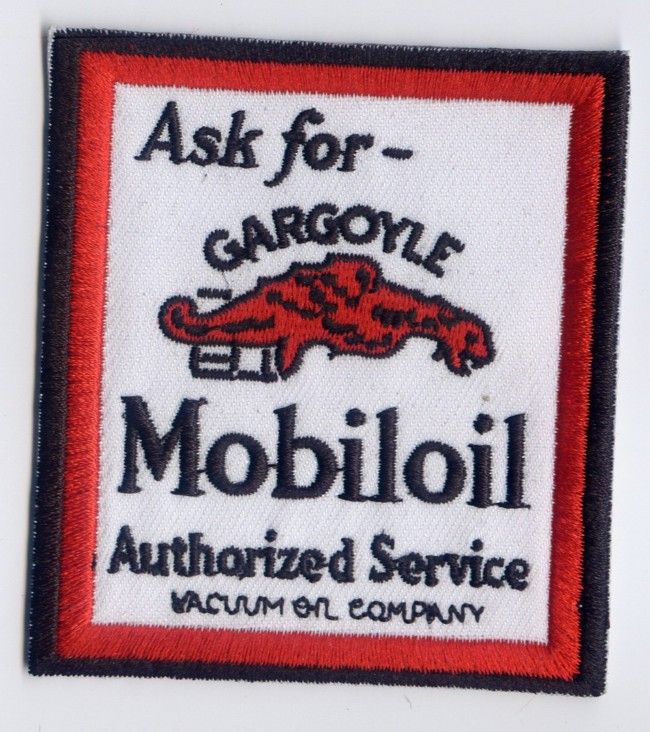 Ask for -
GARGOYLE
Mobiloil
Authorized Service
VACUUM OIL COMPANY